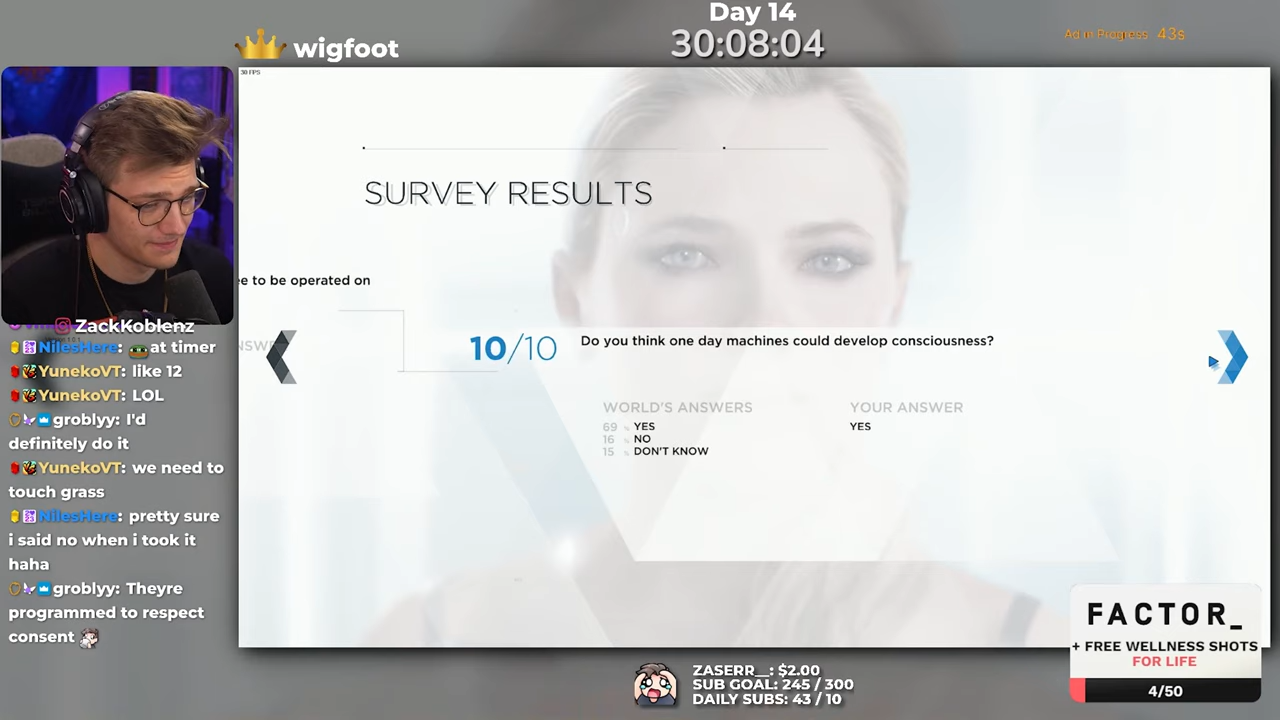 Day 14
30:08:04
Ad in Progress 43s
wigfoot
30 FPS
SURVEY RESULTS
e to be operated on
10/10
Do you think one day machines could develop consciousness?
WORLD'S ANSWERS
69 % YES
16 % NO
15 % DON'T KNOW
YOUR ANSWER
YES
ZackKoblenz
NilesHere: at timer
YunekoVT: like 12
YunekoVT: LOL
groblyy: I'd
definitely do it
YunekoVT: we need to
touch grass
NilesHere: pretty sure
i said no when i took it
haha
groblyy: Theyre
programmed to respect
consent
ZASERR__: $2.00
SUB GOAL: 245 / 300
DAILY SUBS: 43 / 10
FACTOR_
+ FREE WELLNESS SHOTS
FOR LIFE
4/50